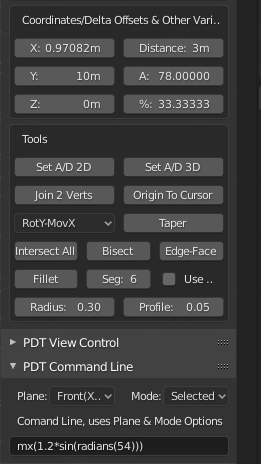 Coordinates/Delta Offsets & Other Vari..
X: 0.97082m Distance: 3m
Y: 10m A: 78.00000
Z: 0m %: 33.33333
Tools
Set A/D 2D Set A/D 3D
Join 2 Verts Origin To Cursor
RotY-MovX Taper
Intersect All Bisect Edge-Face
Fillet Seg: 6 Use ..
Radius: 0.30 Profile: 0.05
PDT View Control
PDT Command Line
Plane: Front(X.. Mode: Selected
Comand Line, uses Plane & Mode Options
mx(1.2*sin(radians(54)))